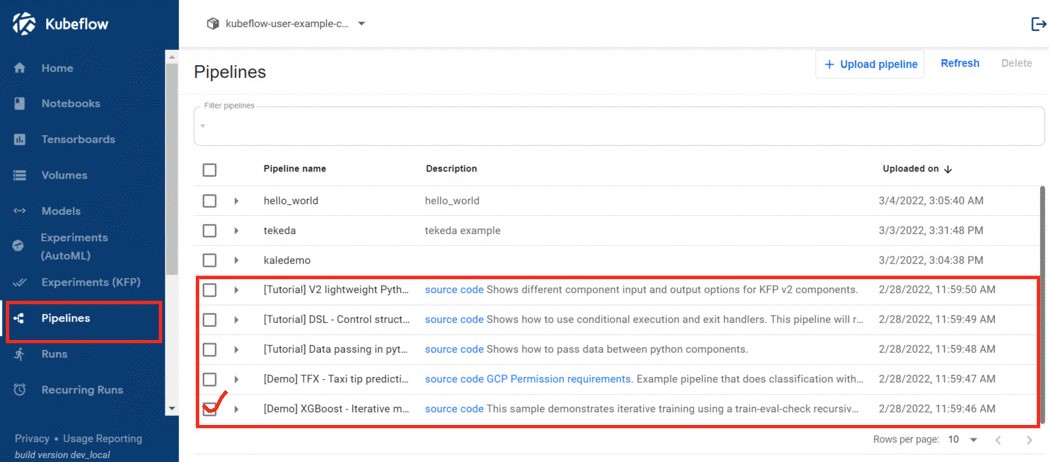 Kubeflow
kubeflow-user-example-c...
Home
Notebooks
Tensorboards
Volumes
Models
Experiments
(AutoML)
Experiments (KFP)
Pipelines
Runs
Recurring Runs
Privacy • Usage Reporting
build version dev_local
Pipelines
+ Upload pipeline Refresh Delete
Filter pipelines
Pipeline name Description Uploaded on
hello_world hello_world 3/4/2022, 3:05:40 AM
tekeda tekeda example 3/3/2022, 3:31:48 PM
kaledemo 3/2/2022, 3:04:38 PM
[Tutorial] V2 lightweight Pyth... source code Shows different component input and output options for KFP v2 components. 2/28/2022, 11:59:50 AM
[Tutorial] DSL - Control struct... source code Shows how to use conditional execution and exit handlers. This pipeline will r... 2/28/2022, 11:59:49 AM
[Tutorial] Data passing in pyt... source code Shows how to pass data between python components. 2/28/2022, 11:59:48 AM
[Demo] TFX - Taxi tip predicti... source code GCP Permission requirements. Example pipeline that does classification with... 2/28/2022, 11:59:47 AM
[Demo] XGBoost - Iterative m... source code This sample demonstrates iterative training using a train-eval-check recursiv... 2/28/2022, 11:59:46 AM
Rows per page: 10